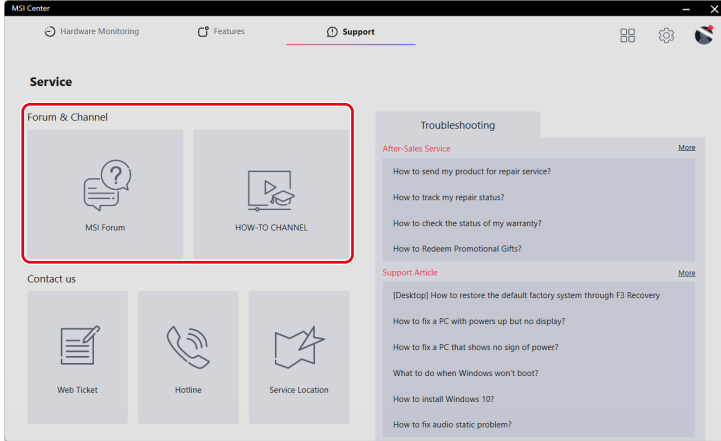 MSI Center
Hardware Monitoring
Features
Support
Service
Forum & Channel
MSI Forum
HOW-TO CHANNEL
Contact us
Web Ticket
Hotline
Service Location
Troubleshooting
After-Sales Service More
How to send my product for repair service?
How to track my repair status?
How to check the status of my warranty?
How to Redeem Promotional Gifts?
Support Article More
[Desktop] How to restore the default factory system through F3 Recovery
How to fix a PC with powers up but no display?
How to fix a PC that shows no sign of power?
What to do when Windows won't boot?
How to install Windows 10?
How to fix audio static problem?